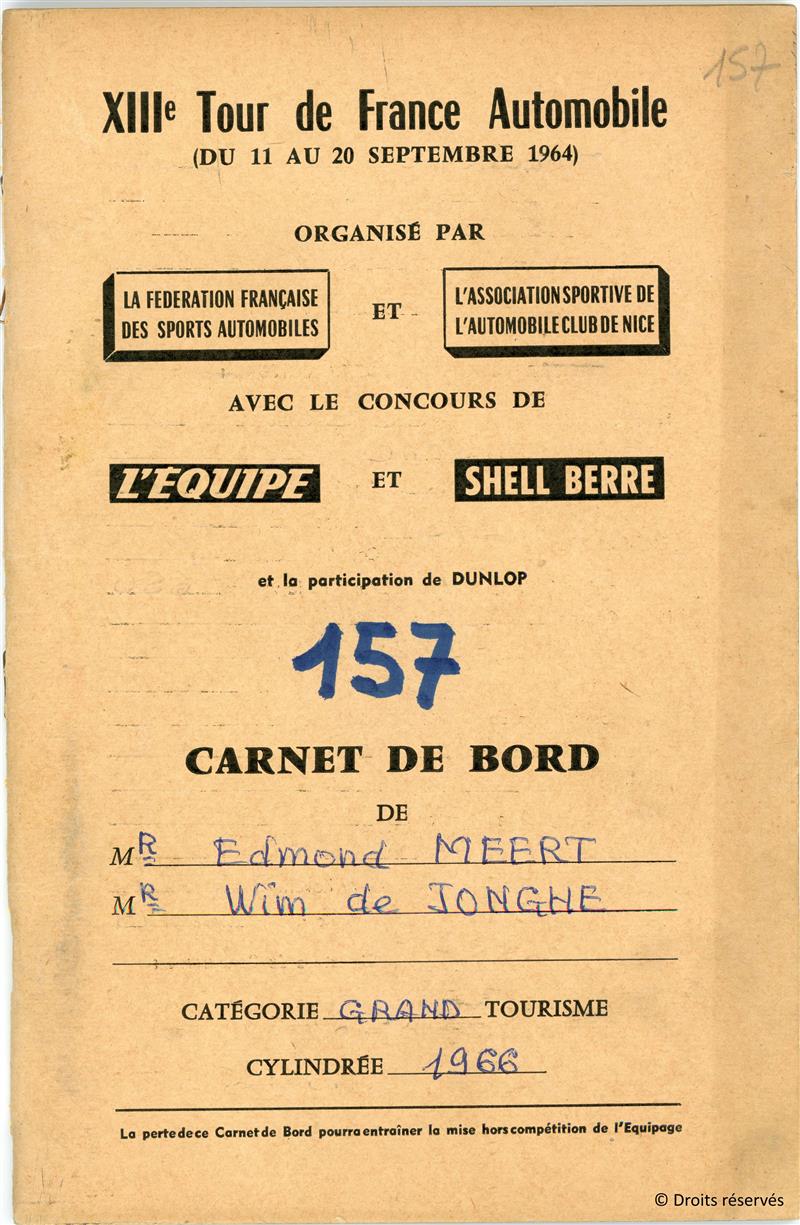 157
XIIIe Tour de France Automobile
(DU 11 AU 20 SEPTEMBRE 1964)
ORGANISÉ PAR
LA FEDERATION FRANÇAISE
DES SPORTS AUTOMOBILES
ET
L'ASSOCIATION SPORTIVE DE
L'AUTOMOBILE CLUB DE NICE
AVEC LE CONCOURS DE
L'ÉQUIPE ET SHELL BERRE
et la participation de DUNLOP
157
CARNET DE BORD
DE
MR Edmond MEERT
MR Wim de JONGHE
CATÉGORIE GRAND TOURISME
CYLINDRÉE 1966
La perte de ce Carnet de Bord pourra entraîner la mise hors compétition de l'Equipage
© Droits réservés